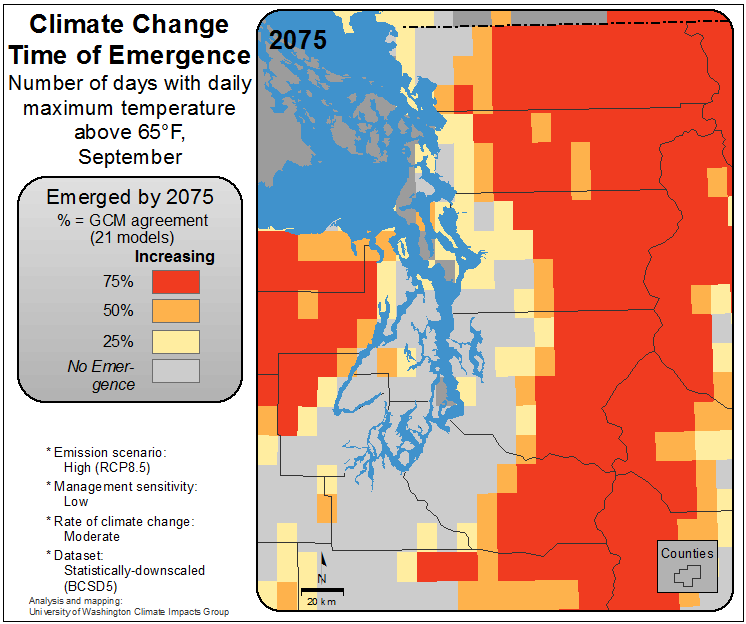 Climate Change
Time of Emergence
Number of days with daily
maximum temperature
above 65°F,
September
Emerged by 2075
% = GCM agreement
(21 models)
Increasing
75%
50%
25%
No Emer-
gence
* Emission scenario:
High (RCP8.5)
* Management sensitivity:
Low
* Rate of climate change:
Moderate
* Dataset:
Statistically-downscaled
(BCSD5)
Analysis and mapping:
University of Washington Climate Impacts Group
2075
N
20 km
Counties